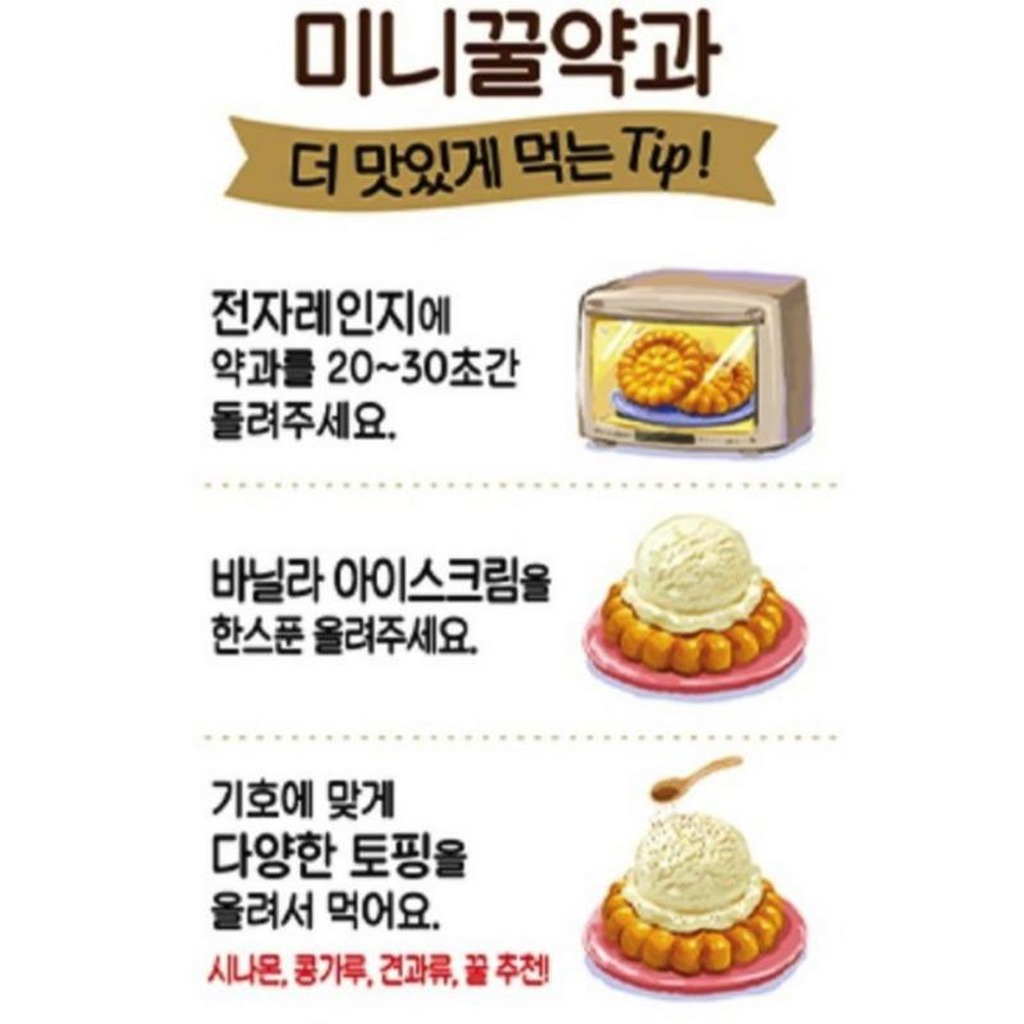 미니꿀약과
더 맛있게 먹는 Tip!
전자레인지에
약과를 20~30초간
돌려주세요.
바닐라 아이스크림을
한스푼 올려주세요.
기호에 맞게
다양한 토핑을
올려서 먹어요.
시나몬, 콩가루, 견과류, 꿀 추천!